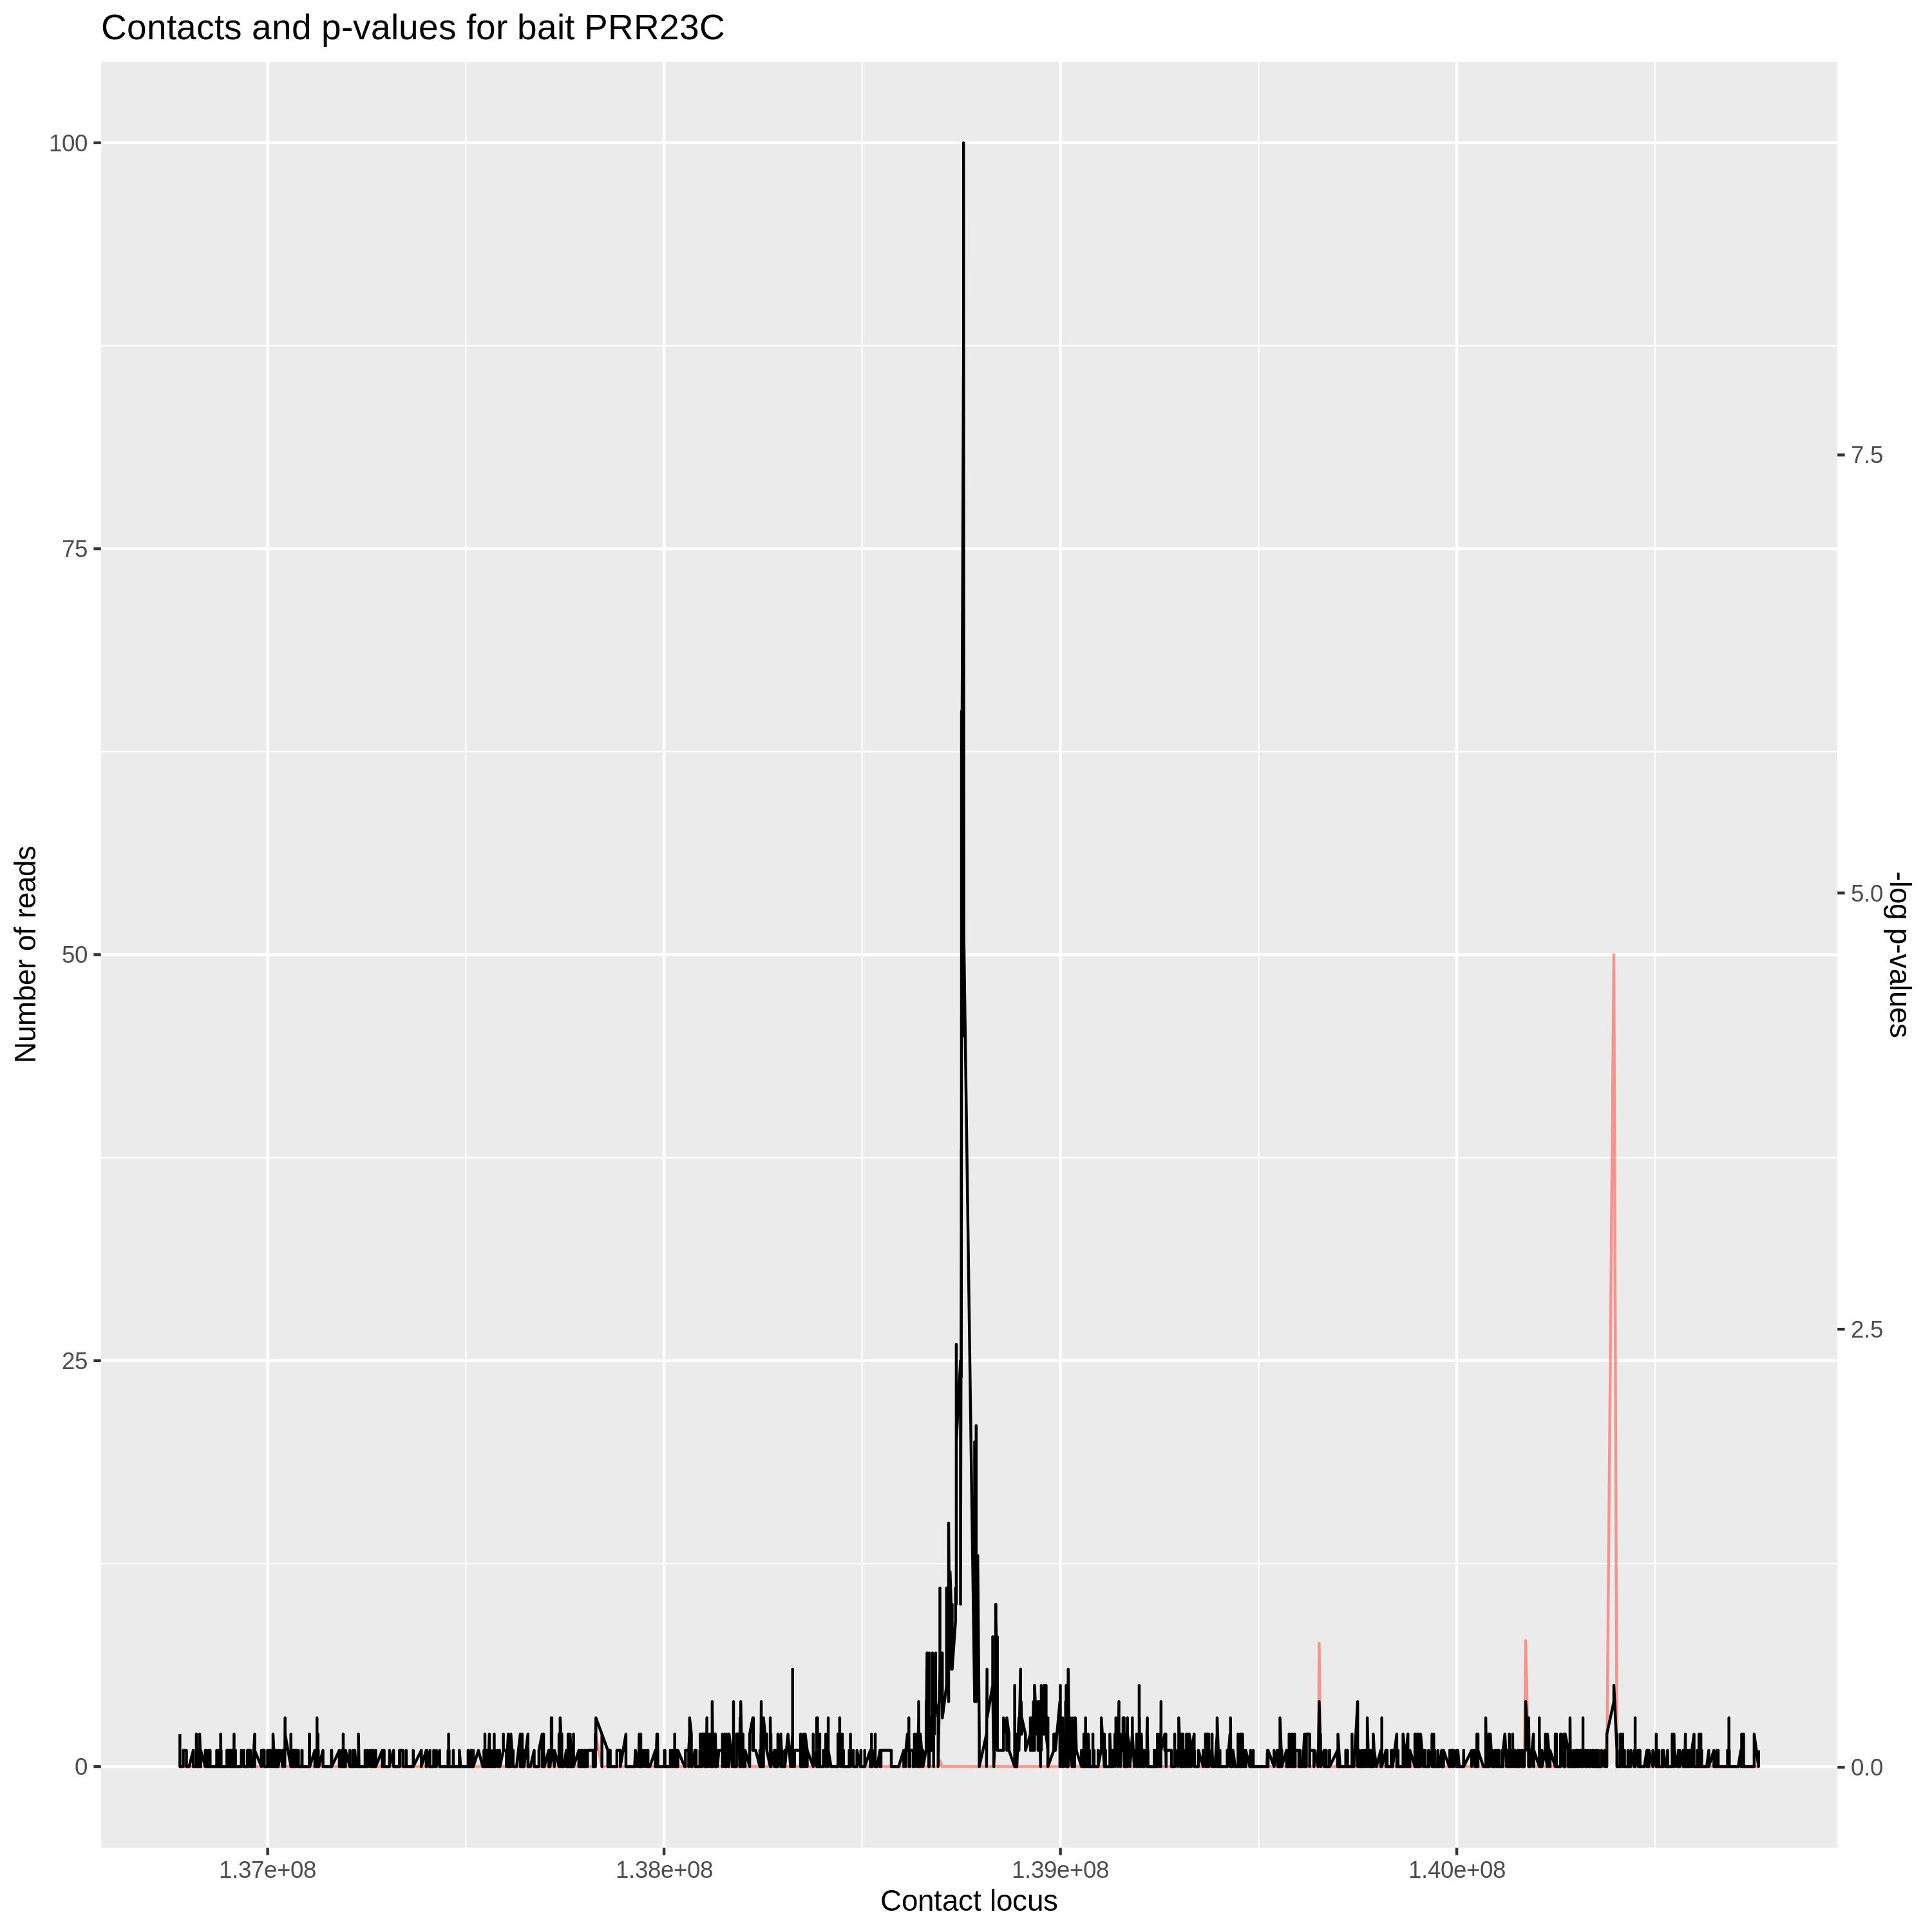 Contacts and p-values for bait PRR23C
100
75
50
25
0
Number of reads
7.5
5.0
2.5
0.0
-log p-values
1.37e+08
1.38e+08
1.39e+08
1.40e+08
Contact locus